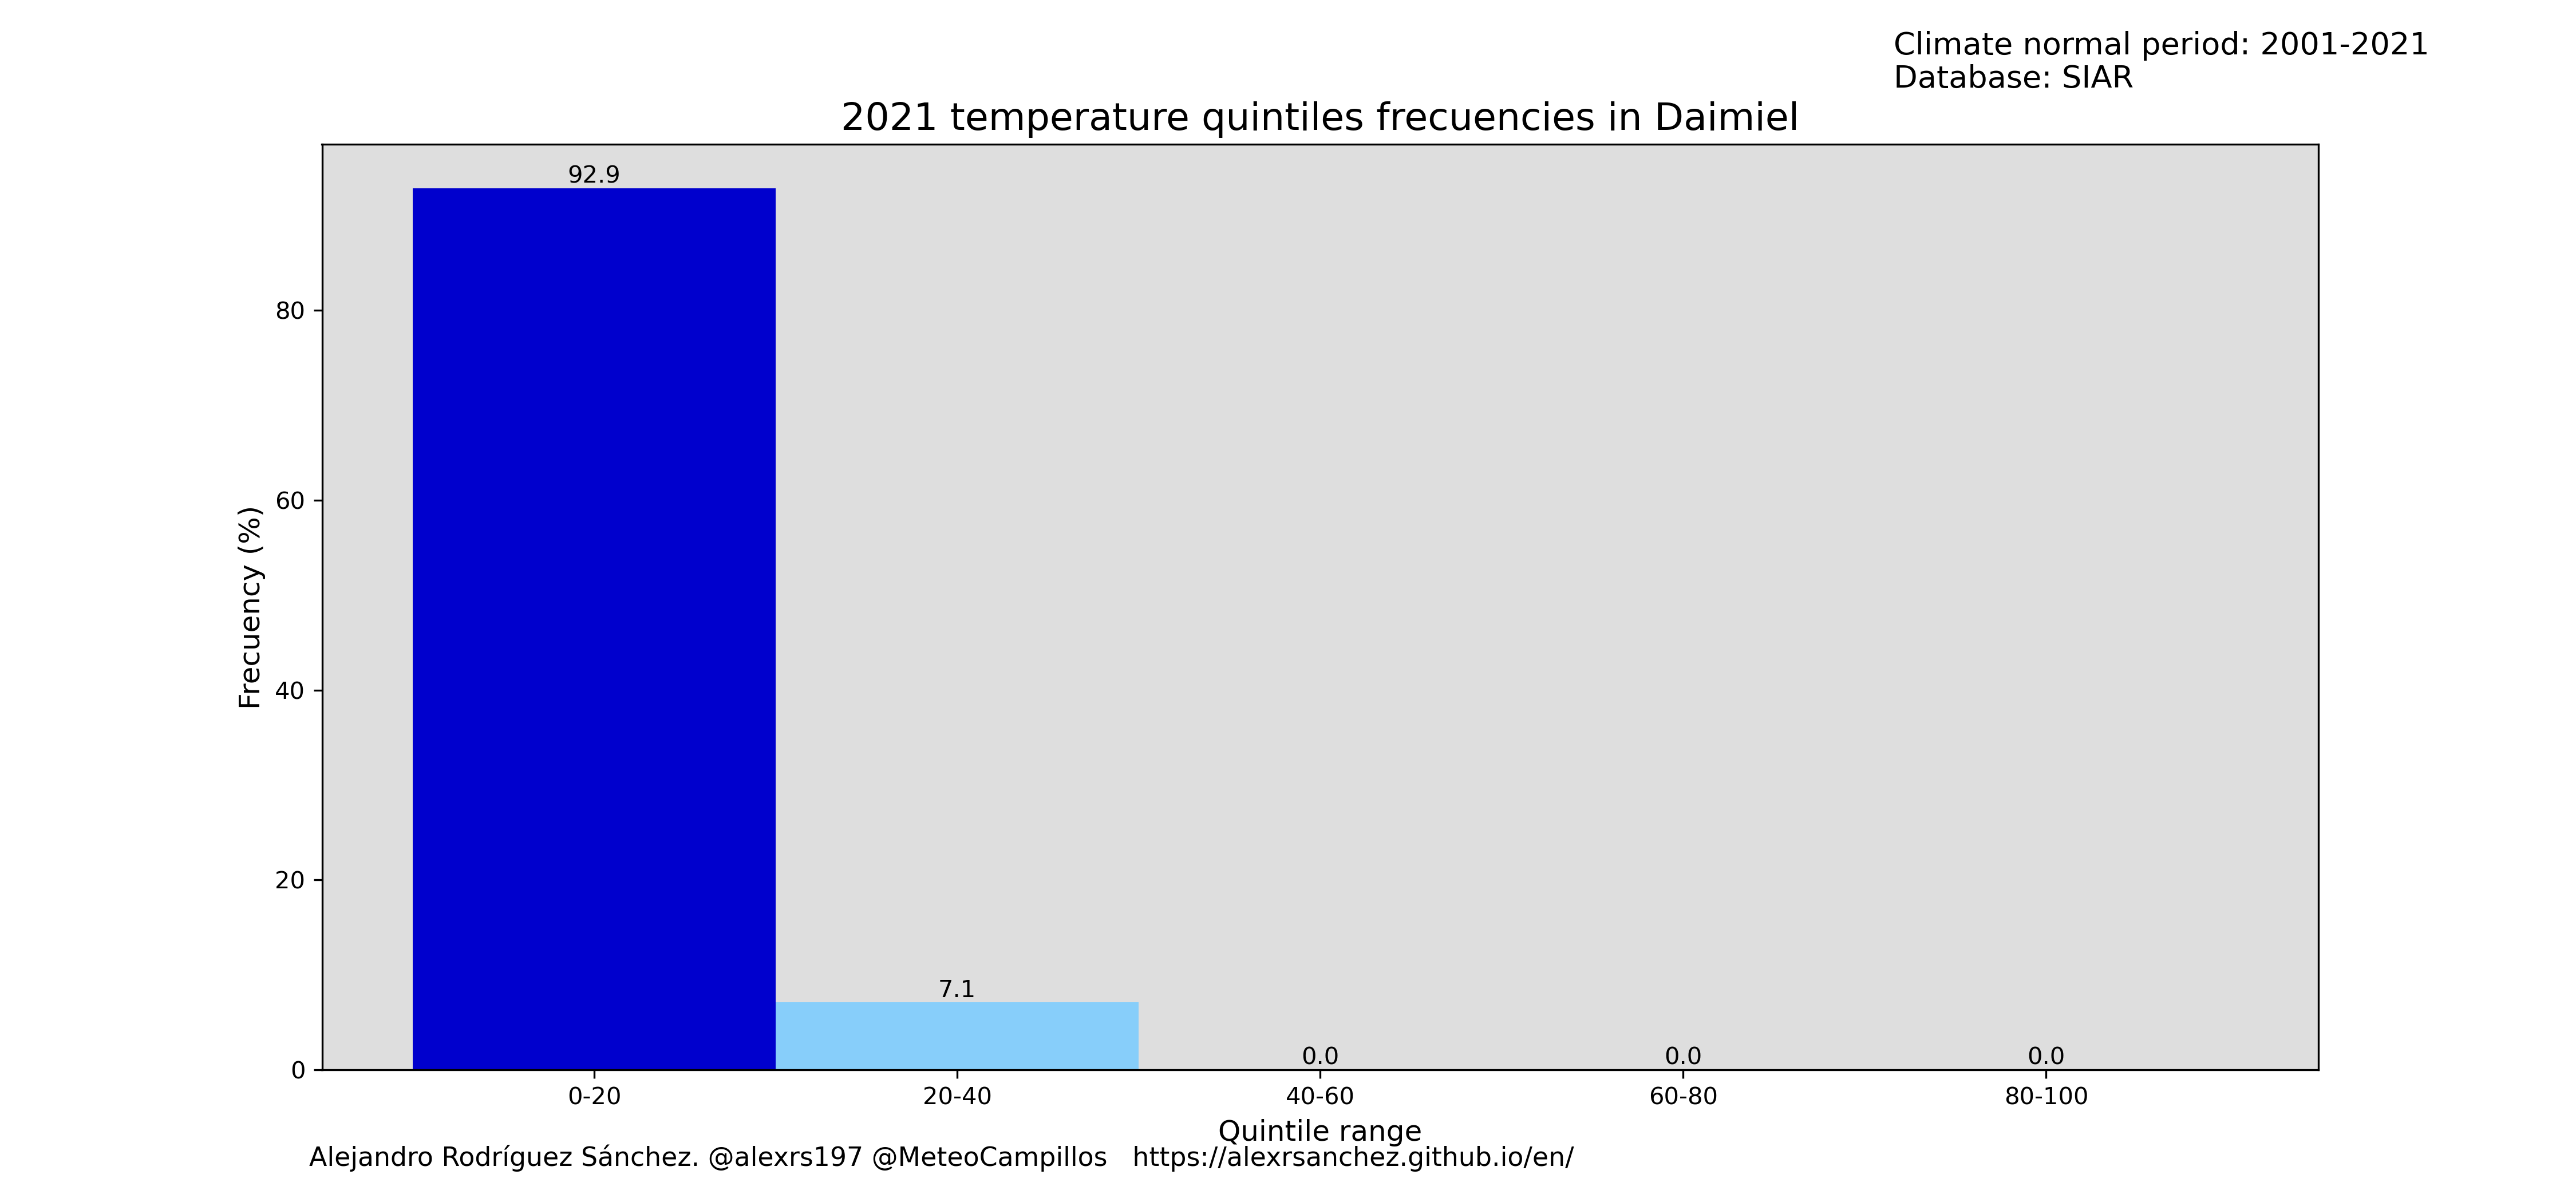 Climate normal period: 2001-2021
Database: SIAR
2021 temperature quintiles frecuencies in Daimiel
92.9
80
60
40
20
0
Frecuency (%)
7.1
0.0
0.0
0.0
0-20
20-40
40-60
60-80
80-100
Quintile range
Alejandro Rodríguez Sánchez. @alexrs197 @MeteoCampillos https://alexrsanchez.github.io/en/